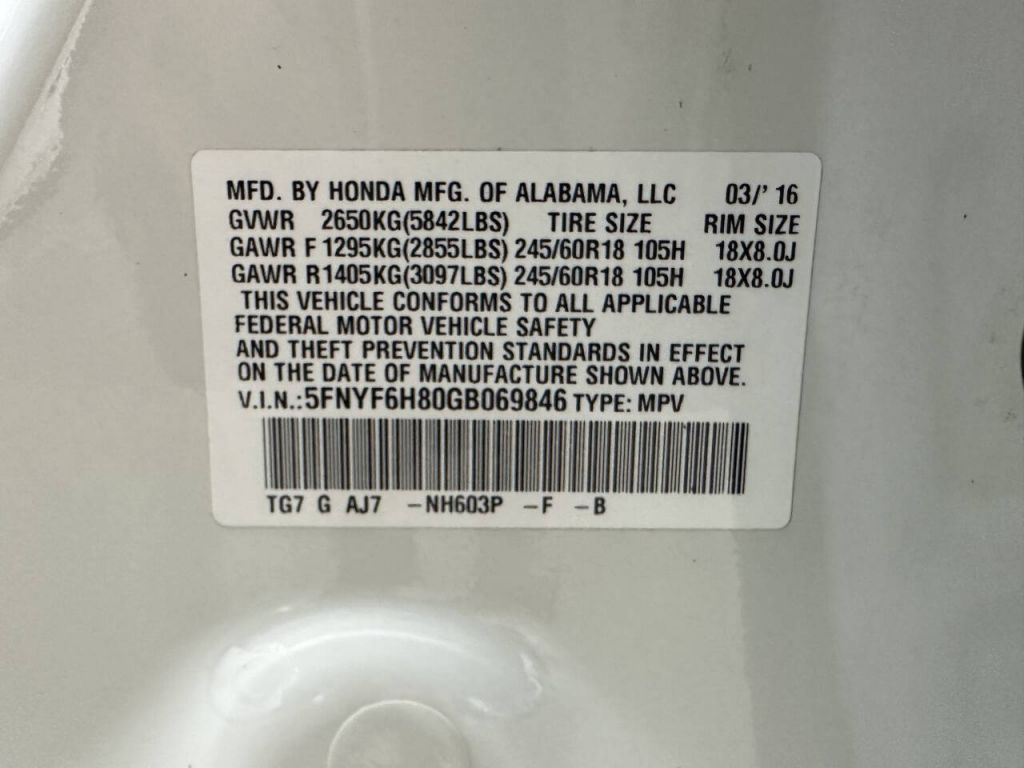 MFD. BY HONDA MFG. OF ALABAMA, LLC 03/' 16
GVWR 2650KG(5842LBS) TIRE SIZE RIM SIZE
GAWR F 1295KG(2855LBS) 245/60R18 105H 18X8.0J
GAWR R 1405KG(3097LBS) 245/60R18 105H 18X8.0J
THIS VEHICLE CONFORMS TO ALL APPLICABLE
FEDERAL MOTOR VEHICLE SAFETY
AND THEFT PREVENTION STANDARDS IN EFFECT
ON THE DATE OF MANUFACTURE SHOWN ABOVE.
V.I.N.:5FNYF6H80GB069846 TYPE: MPV
TG7 G AJ7 -NH603P -F -B